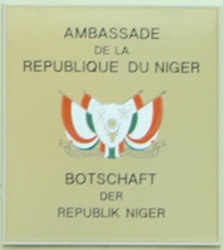 AMBASSADE
DE LA
REPUBLIQUE DU NIGER
BOTSCHAFT
DER
REPUBLIK NIGER